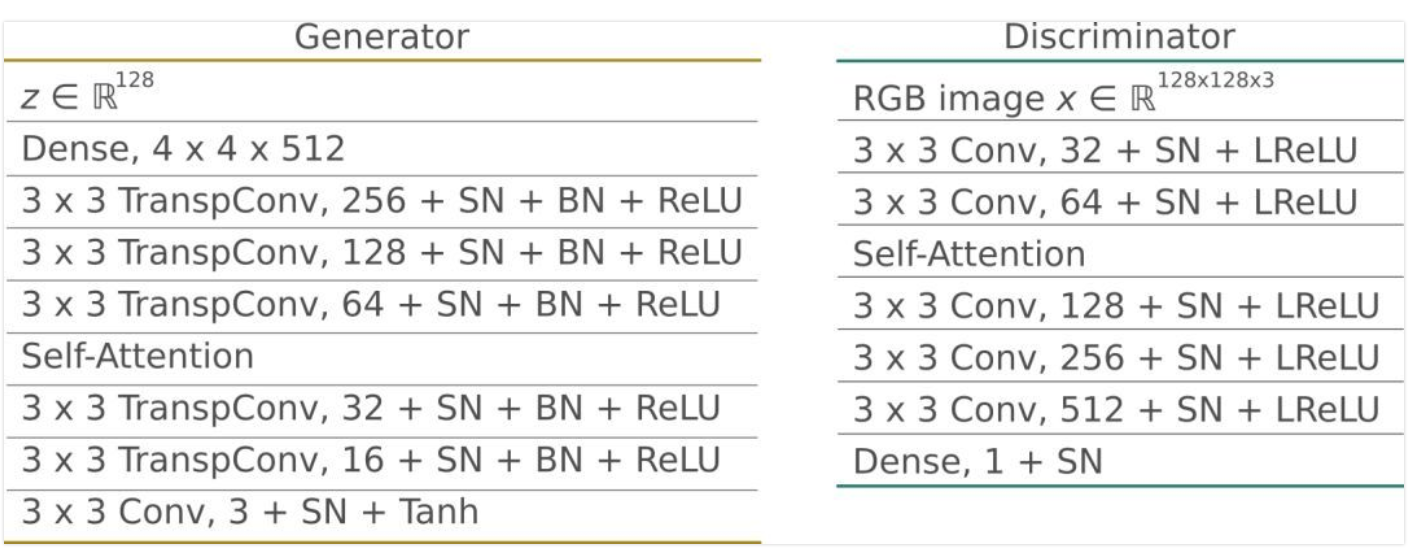 Generator
z ∈ ℝ^128
Dense, 4 x 4 x 512
3 x 3 TranspConv, 256 + SN + BN + ReLU
3 x 3 TranspConv, 128 + SN + BN + ReLU
3 x 3 TranspConv, 64 + SN + BN + ReLU
Self-Attention
3 x 3 TranspConv, 32 + SN + BN + ReLU
3 x 3 TranspConv, 16 + SN + BN + ReLU
3 x 3 Conv, 3 + SN + Tanh
Discriminator
RGB image x ∈ ℝ^128x128x3
3 x 3 Conv, 32 + SN + LReLU
3 x 3 Conv, 64 + SN + LReLU
Self-Attention
3 x 3 Conv, 128 + SN + LReLU
3 x 3 Conv, 256 + SN + LReLU
3 x 3 Conv, 512 + SN + LReLU
Dense, 1 + SN